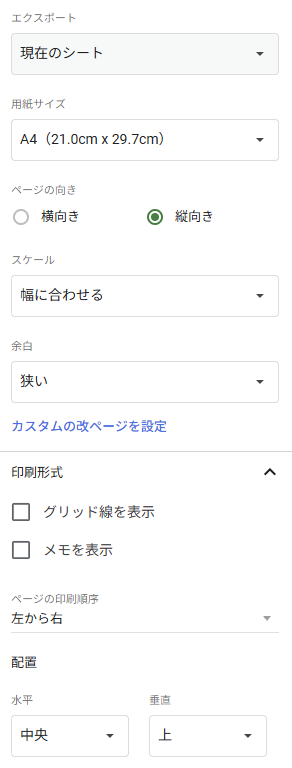 エクスポート
現在のシート
用紙サイズ
A4（21.0cm x 29.7cm）
ページの向き
横向き 縦向き
スケール
幅に合わせる
余白
狭い
カスタムの改ページを設定
印刷形式
グリッド線を表示
メモを表示
ページの印刷順序
左から右
配置
水平 垂直
中央 上